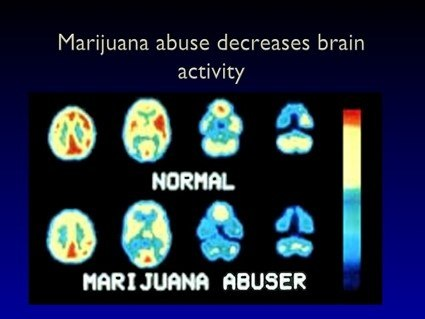 Marijuana abuse decreases brain
activity
NORMAL
MARIJUANA ABUSER